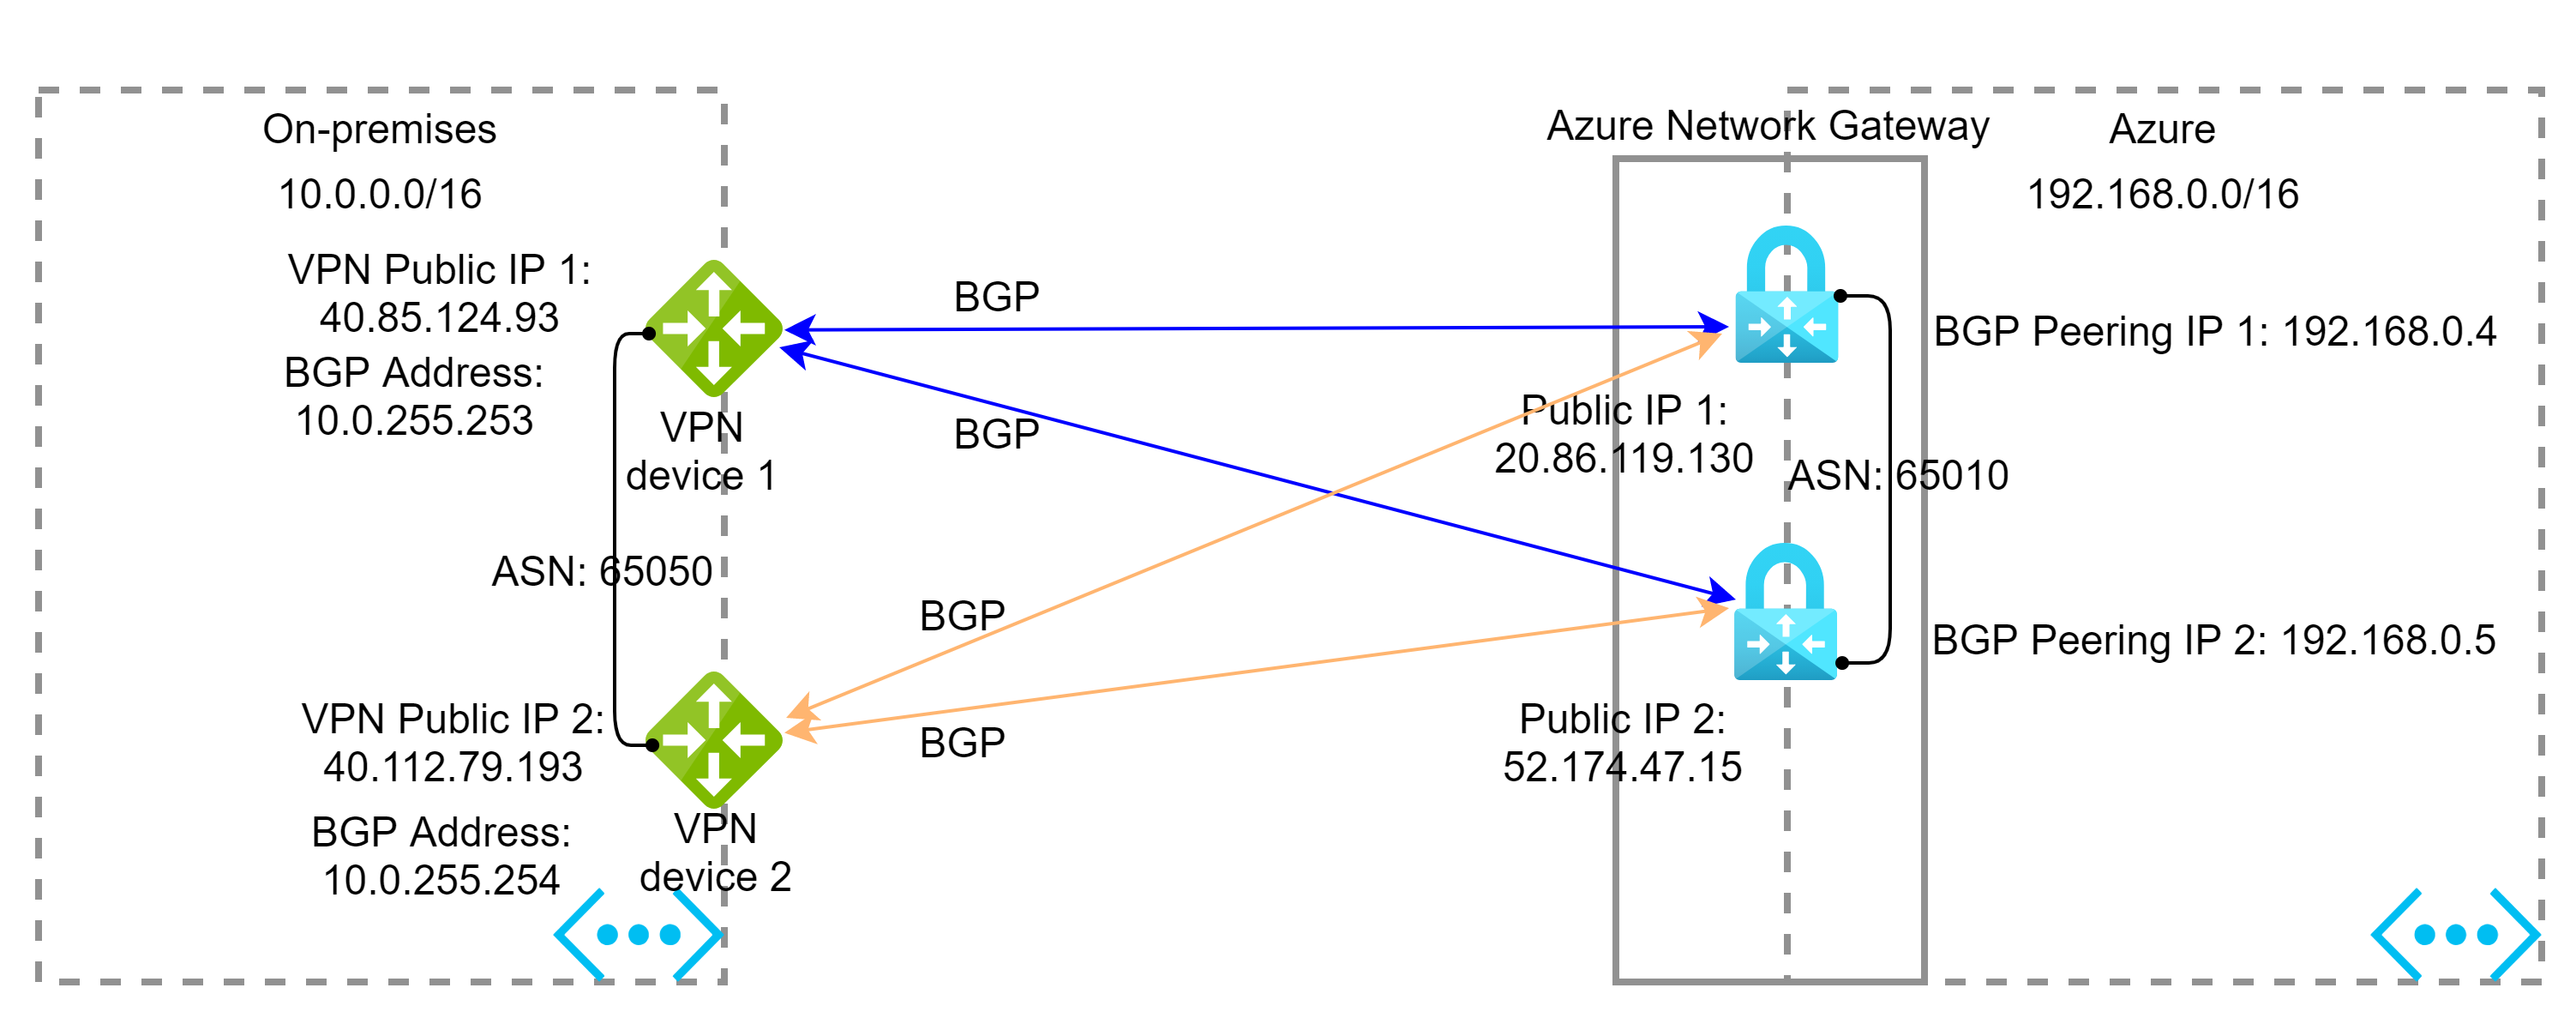 On-premises
10.0.0.0/16
VPN Public IP 1:
40.85.124.93
BGP Address:
10.0.255.253
VPN
device 1
ASN: 65050
VPN Public IP 2:
40.112.79.193
BGP Address:
10.0.255.254
VPN
device 2
BGP
BGP
BGP
BGP
Azure Network Gateway
Public IP 1:
20.86.119.130
ASN: 65010
Public IP 2:
52.174.47.15
Azure
192.168.0.0/16
BGP Peering IP 1: 192.168.0.4
BGP Peering IP 2: 192.168.0.5